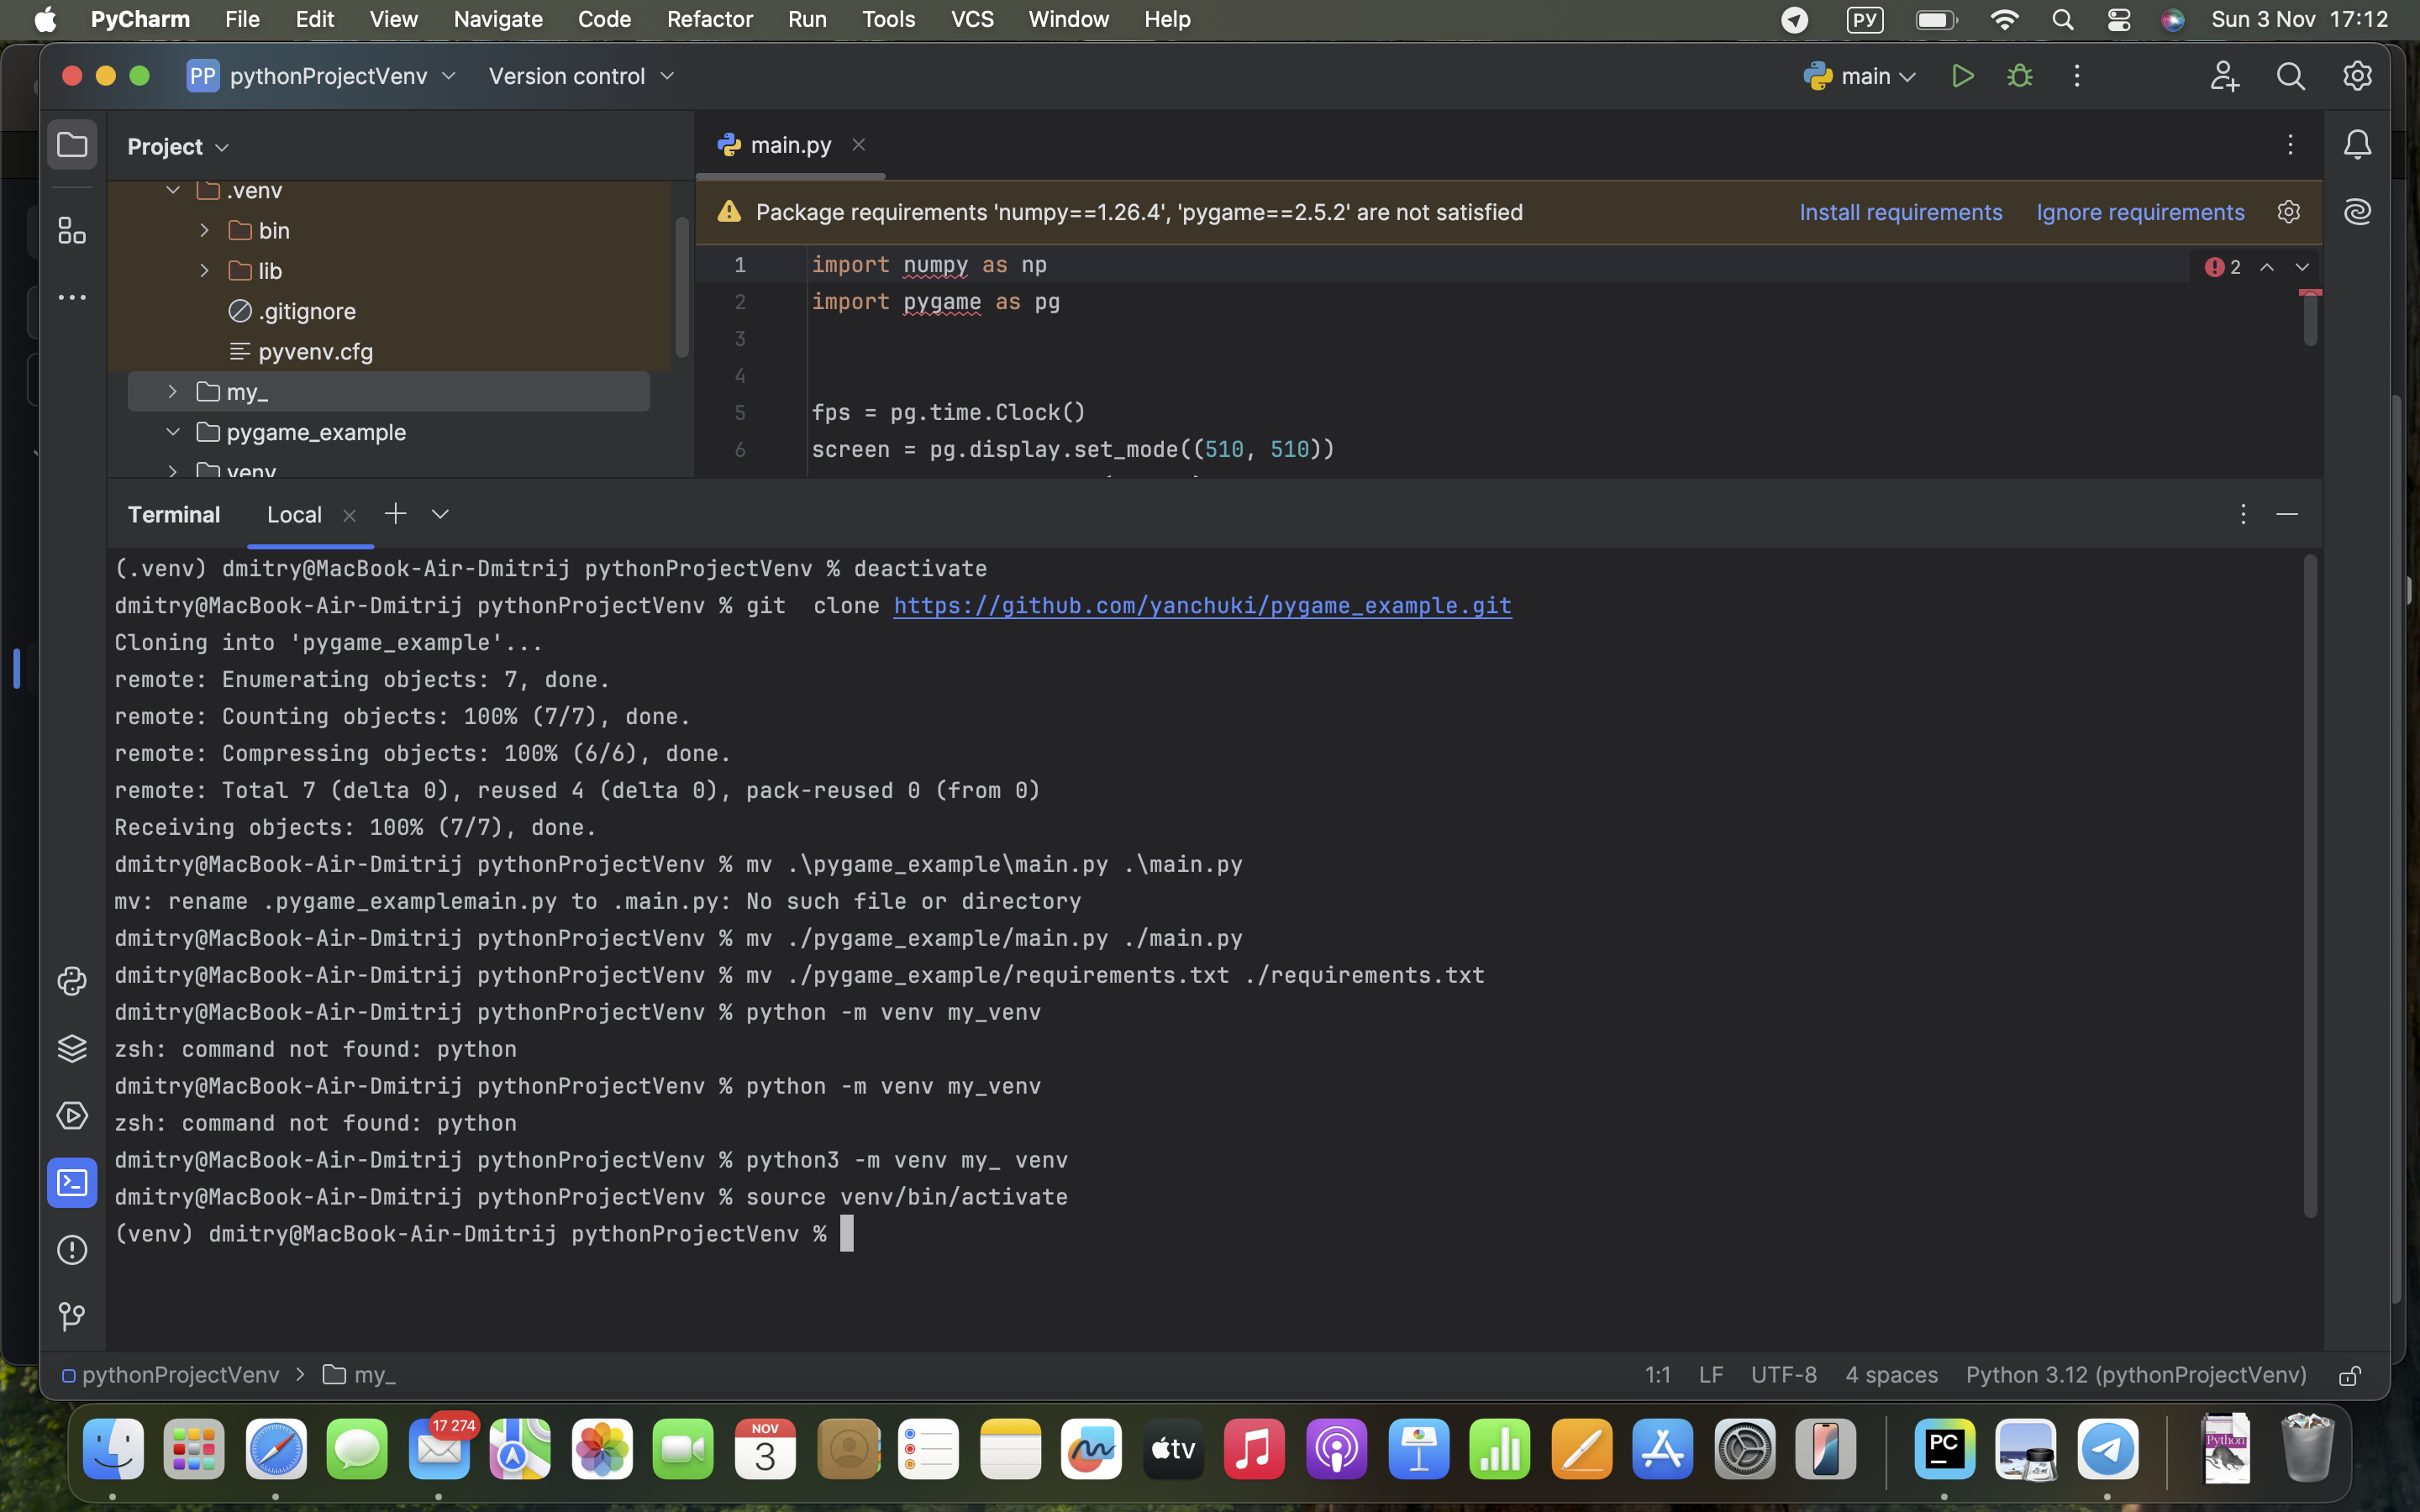 PyCharm File Edit View Navigate Code Refactor Run Tools VCS Window Help РУ Sun 3 Nov 17:12
PP pythonProjectVenv Version control main
Project
main.py
.venv
bin
lib
.gitignore
pyvenv.cfg
my_
pygame_example
venv
Package requirements 'numpy==1.26.4', 'pygame==2.5.2' are not satisfied Install requirements Ignore requirements
1 import numpy as np 2
2 import pygame as pg
3
4
5 fps = pg.time.Clock()
6 screen = pg.display.set_mode((510, 510))
Terminal Local
(.venv) dmitry@MacBook-Air-Dmitrij pythonProjectVenv % deactivate
dmitry@MacBook-Air-Dmitrij pythonProjectVenv % git  clone https://github.com/yanchuki/pygame_example.git
Cloning into 'pygame_example'...
remote: Enumerating objects: 7, done.
remote: Counting objects: 100% (7/7), done.
remote: Compressing objects: 100% (6/6), done.
remote: Total 7 (delta 0), reused 4 (delta 0), pack-reused 0 (from 0)
Receiving objects: 100% (7/7), done.
dmitry@MacBook-Air-Dmitrij pythonProjectVenv % mv .\pygame_example\main.py .\main.py
mv: rename .pygame_examplemain.py to .main.py: No such file or directory
dmitry@MacBook-Air-Dmitrij pythonProjectVenv % mv ./pygame_example/main.py ./main.py
dmitry@MacBook-Air-Dmitrij pythonProjectVenv % mv ./pygame_example/requirements.txt ./requirements.txt
dmitry@MacBook-Air-Dmitrij pythonProjectVenv % python -m venv my_venv
zsh: command not found: python
dmitry@MacBook-Air-Dmitrij pythonProjectVenv % python -m venv my_venv
zsh: command not found: python
dmitry@MacBook-Air-Dmitrij pythonProjectVenv % python3 -m venv my_ venv
dmitry@MacBook-Air-Dmitrij pythonProjectVenv % source venv/bin/activate
(venv) dmitry@MacBook-Air-Dmitrij pythonProjectVenv %
pythonProjectVenv > my_ 1:1 LF UTF-8 4 spaces Python 3.12 (pythonProjectVenv)
17 274
NOV
3
tv
PC
Python